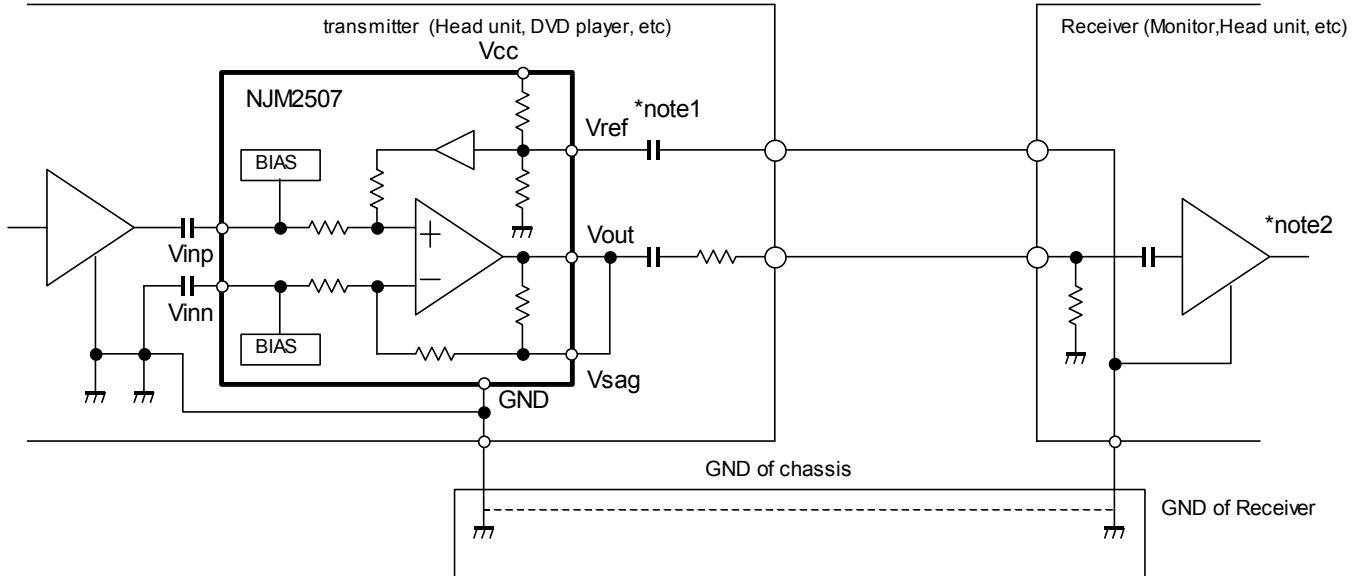 transmitter (Head unit, DVD player, etc)
Receiver (Monitor,Head unit, etc)
Vcc
NJM2507
*note1
Vref
BIAS
+
Vout
*note2
Vinp
−
Vinn
BIAS
Vsag
GND
GND of chassis
GND of Receiver